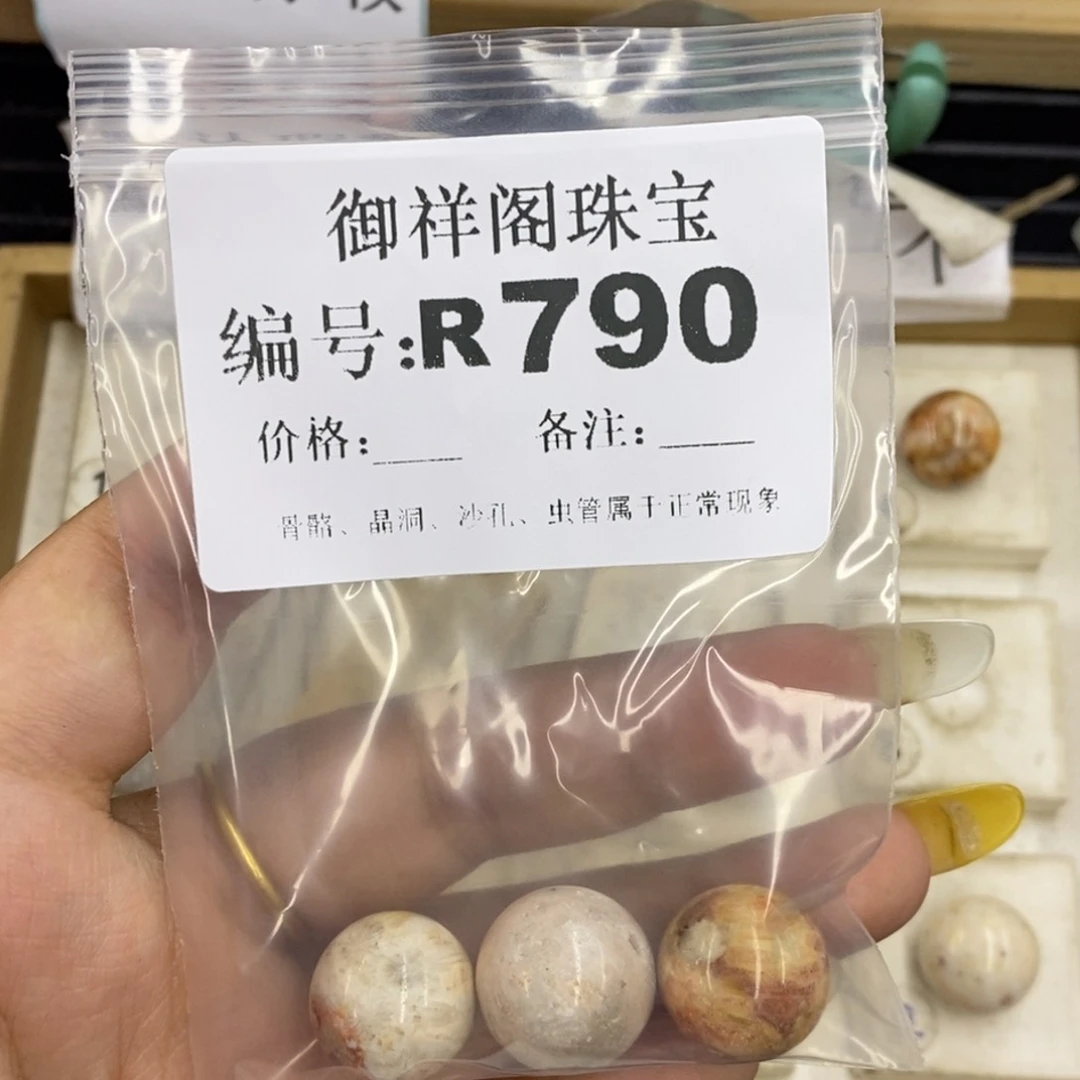 御祥阁珠宝
编号:R790
价格:____ 备注:____
骨骼、晶洞、沙孔、虫管属于正常现象